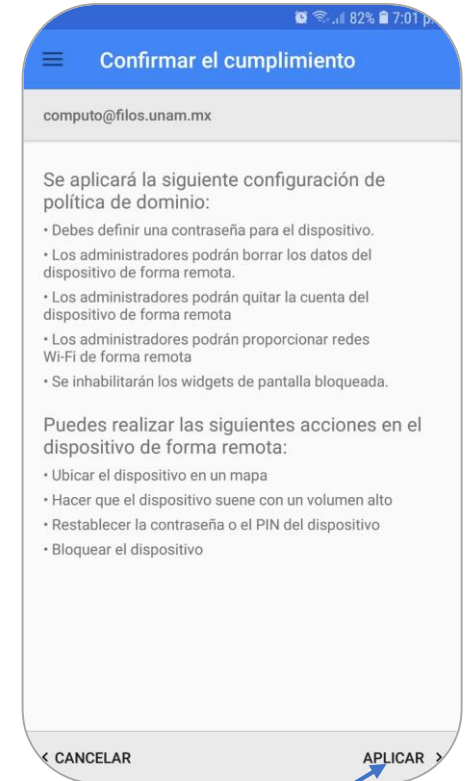 82% 7:01 p.
Confirmar el cumplimiento
computo@filos.unam.mx
Se aplicará la siguiente configuración de
política de dominio:
• Debes definir una contraseña para el dispositivo.
• Los administradores podrán borrar los datos del
dispositivo de forma remota.
• Los administradores podrán quitar la cuenta del
dispositivo de forma remota
• Los administradores podrán proporcionar redes
Wi-Fi de forma remota
• Se inhabilitarán los widgets de pantalla bloqueada.
Puedes realizar las siguientes acciones en el
dispositivo de forma remota:
• Ubicar el dispositivo en un mapa
• Hacer que el dispositivo suene con un volumen alto
• Restablecer la contraseña o el PIN del dispositivo
• Bloquear el dispositivo
< CANCELAR APLICAR >